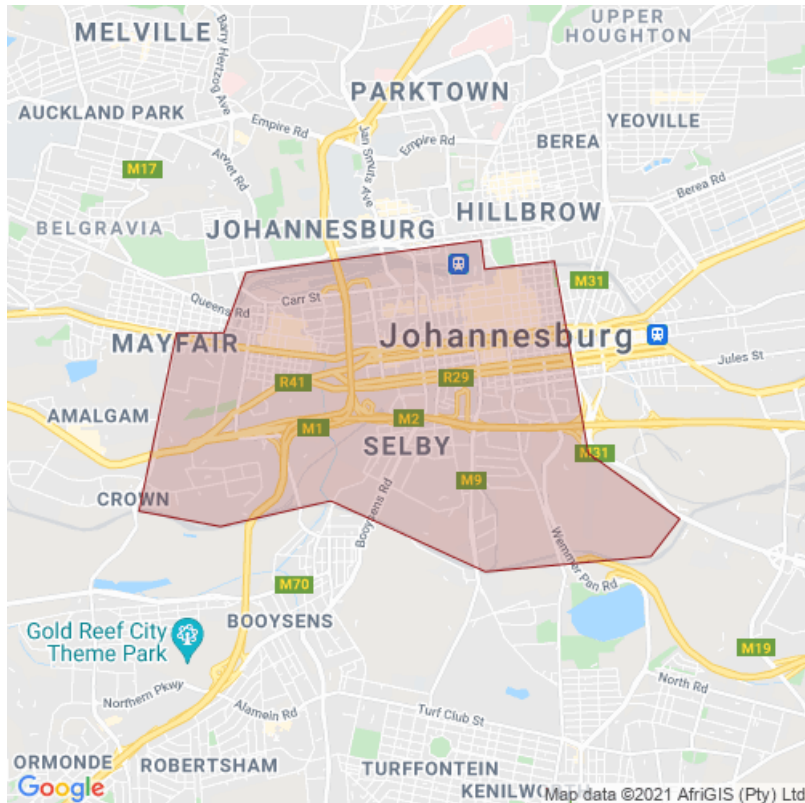 UPPER
HOUGHTON
MELVILLE
Barry Hertzog Ave
PARKTOWN
AUCKLAND PARK
Empire Rd
Jan Smuts Ave
Empire Rd
YEOVILLE
BEREA
Annet Rd
M17
Berea Rd
BELGRAVIA
JOHANNESBURG
HILLBROW
Queens Rd
Carr St
M31
MAYFAIR
Johannesburg
Jules St
R41
R29
AMALGAM
M1
M2
SELBY
M31
CROWN
M9
Booysens Rd
Wemmer Pan Rd
M70
BOOYSENS
Gold Reef City
Theme Park
M19
Northern Pkwy
Alamein Rd
North Rd
Turf Club St
ORMONDE
ROBERTSHAM
TURFFONTEIN
Google
KENILWO
Map data ©2021 AfriGIS (Pty) Ltd